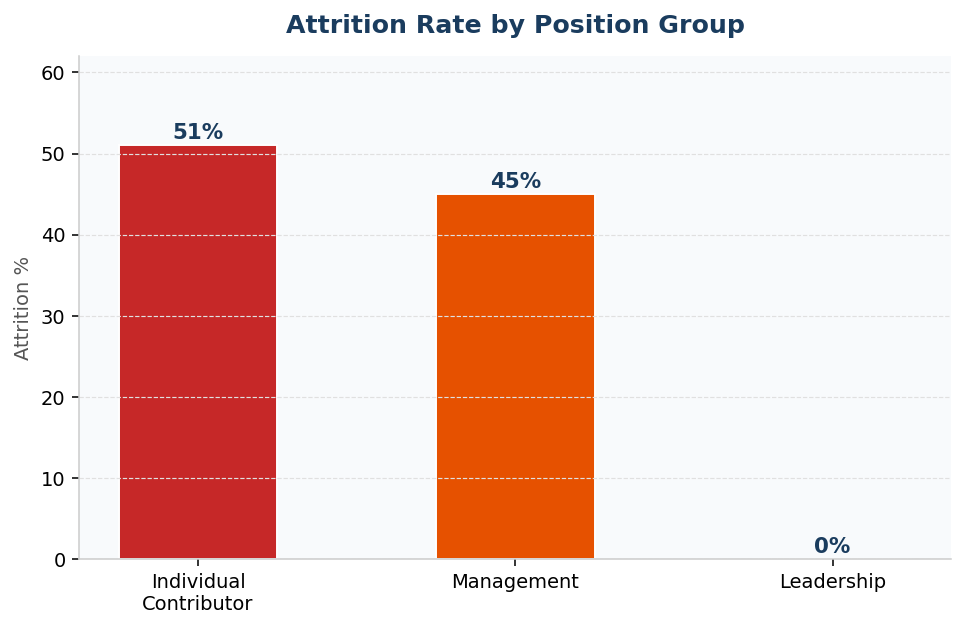 Attrition Rate by Position Group
Attrition %
60
50
40
30
20
10
0
51%
45%
0%
Individual
Contributor
Management
Leadership